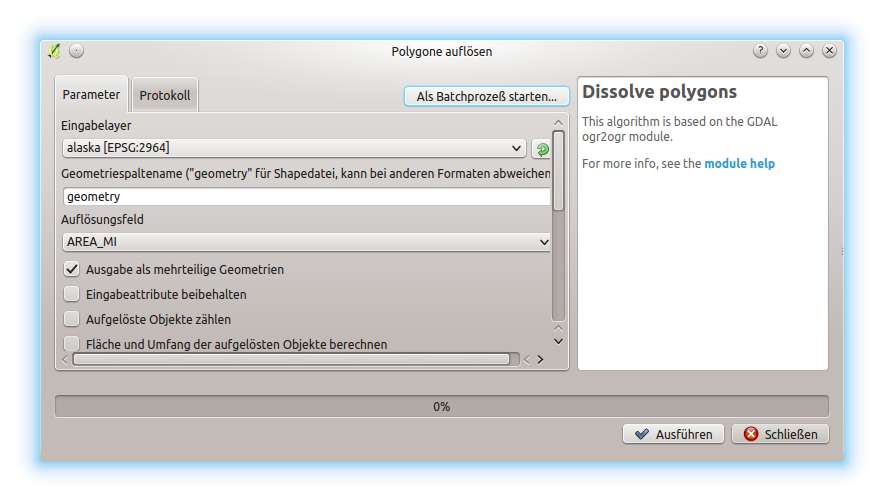 Polygone auflösen
Parameter
Protokoll
Als Batchprozeß starten...
Eingabelayer
alaska [EPSG:2964]
Geometriespaltename ("geometry" für Shapedatei, kann bei anderen Formaten abweichen
geometry
Auflösungsfeld
AREA_MI
Ausgabe als mehrteilige Geometrien
Eingabeattribute beibehalten
Aufgelöste Objekte zählen
Fläche und Umfang der aufgelösten Objekte berechnen
Dissolve polygons
This algorithm is based on the GDAL
ogr2ogr module.
For more info, see the module help
0%
Ausführen
Schließen